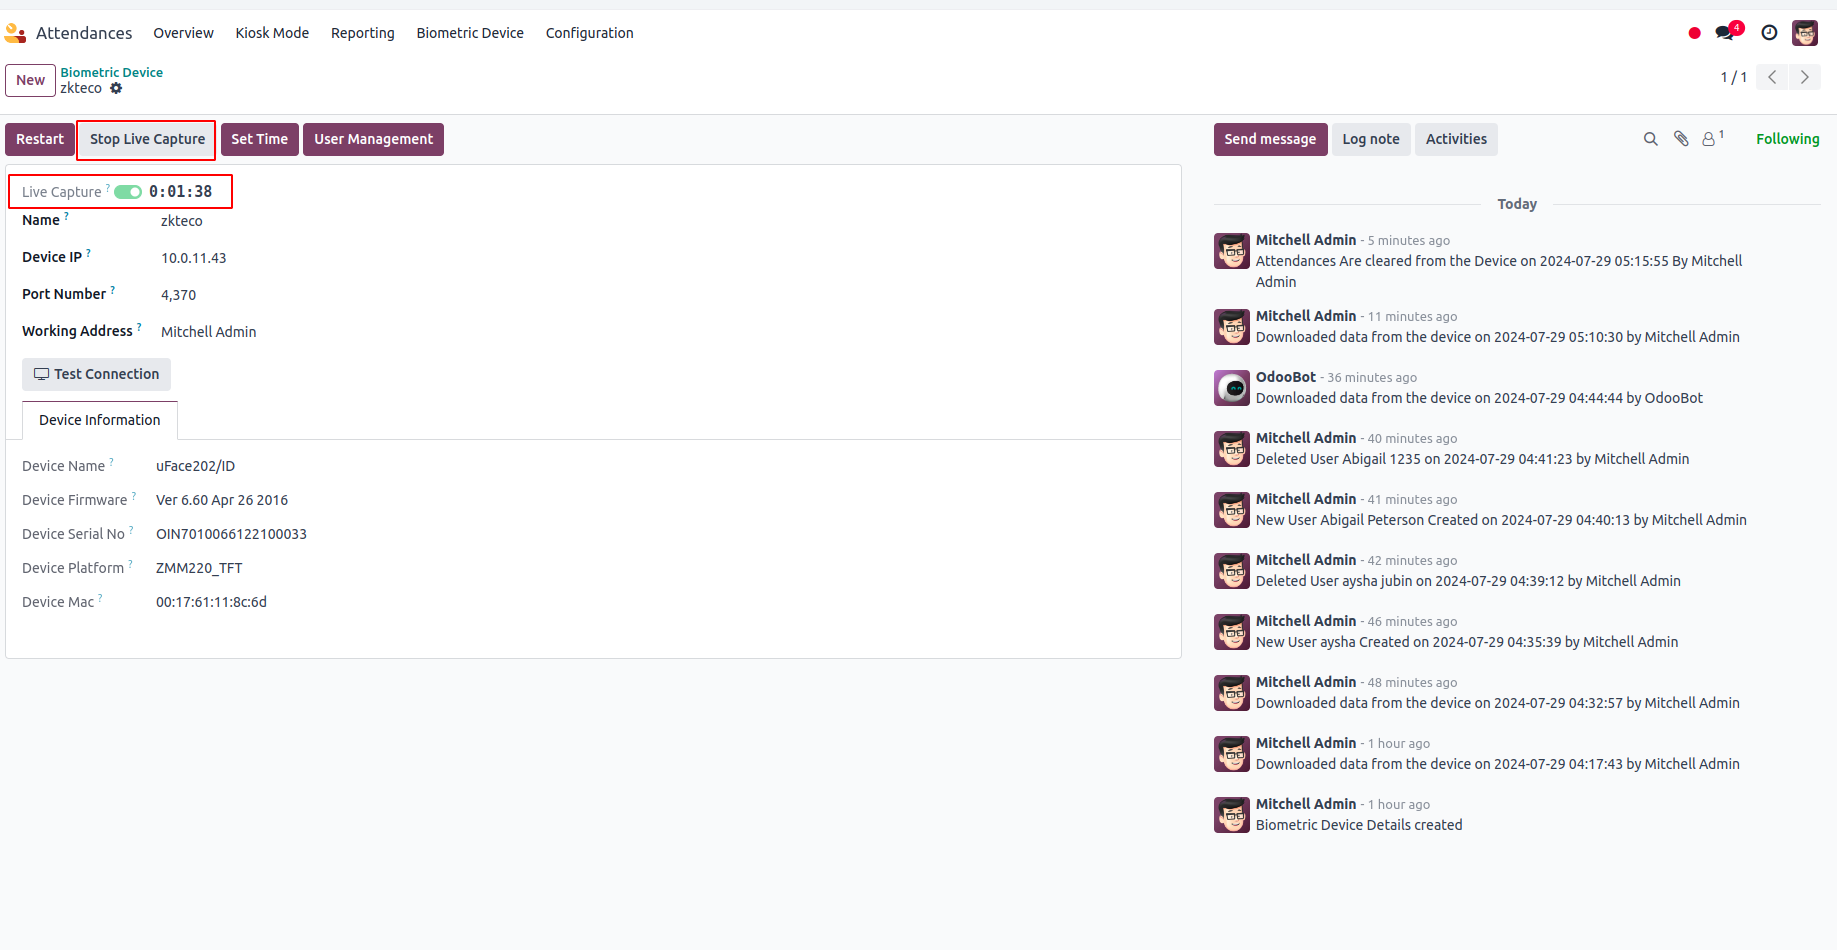 Attendances Overview Kiosk Mode Reporting Biometric Device Configuration 4
New Biometric Device
zkteco
1 / 1
Restart Stop Live Capture Set Time User Management
Send message Log note Activities 1 Following
Live Capture ? 0:01:38
Name ? zkteco
Device IP ? 10.0.11.43
Port Number ? 4,370
Working Address ? Mitchell Admin
Test Connection
Device Information
Device Name ? uFace202/ID
Device Firmware ? Ver 6.60 Apr 26 2016
Device Serial No ? OIN7010066122100033
Device Platform ? ZMM220_TFT
Device Mac ? 00:17:61:11:8c:6d
Today
Mitchell Admin - 5 minutes ago
Attendances Are cleared from the Device on 2024-07-29 05:15:55 By Mitchell
Admin
Mitchell Admin - 11 minutes ago
Downloaded data from the device on 2024-07-29 05:10:30 by Mitchell Admin
OdooBot - 36 minutes ago
Downloaded data from the device on 2024-07-29 04:44:44 by OdooBot
Mitchell Admin - 40 minutes ago
Deleted User Abigail 1235 on 2024-07-29 04:41:23 by Mitchell Admin
Mitchell Admin - 41 minutes ago
New User Abigail Peterson Created on 2024-07-29 04:40:13 by Mitchell Admin
Mitchell Admin - 42 minutes ago
Deleted User aysha jubin on 2024-07-29 04:39:12 by Mitchell Admin
Mitchell Admin - 46 minutes ago
New User aysha Created on 2024-07-29 04:35:39 by Mitchell Admin
Mitchell Admin - 48 minutes ago
Downloaded data from the device on 2024-07-29 04:32:57 by Mitchell Admin
Mitchell Admin - 1 hour ago
Downloaded data from the device on 2024-07-29 04:17:43 by Mitchell Admin
Mitchell Admin - 1 hour ago
Biometric Device Details created